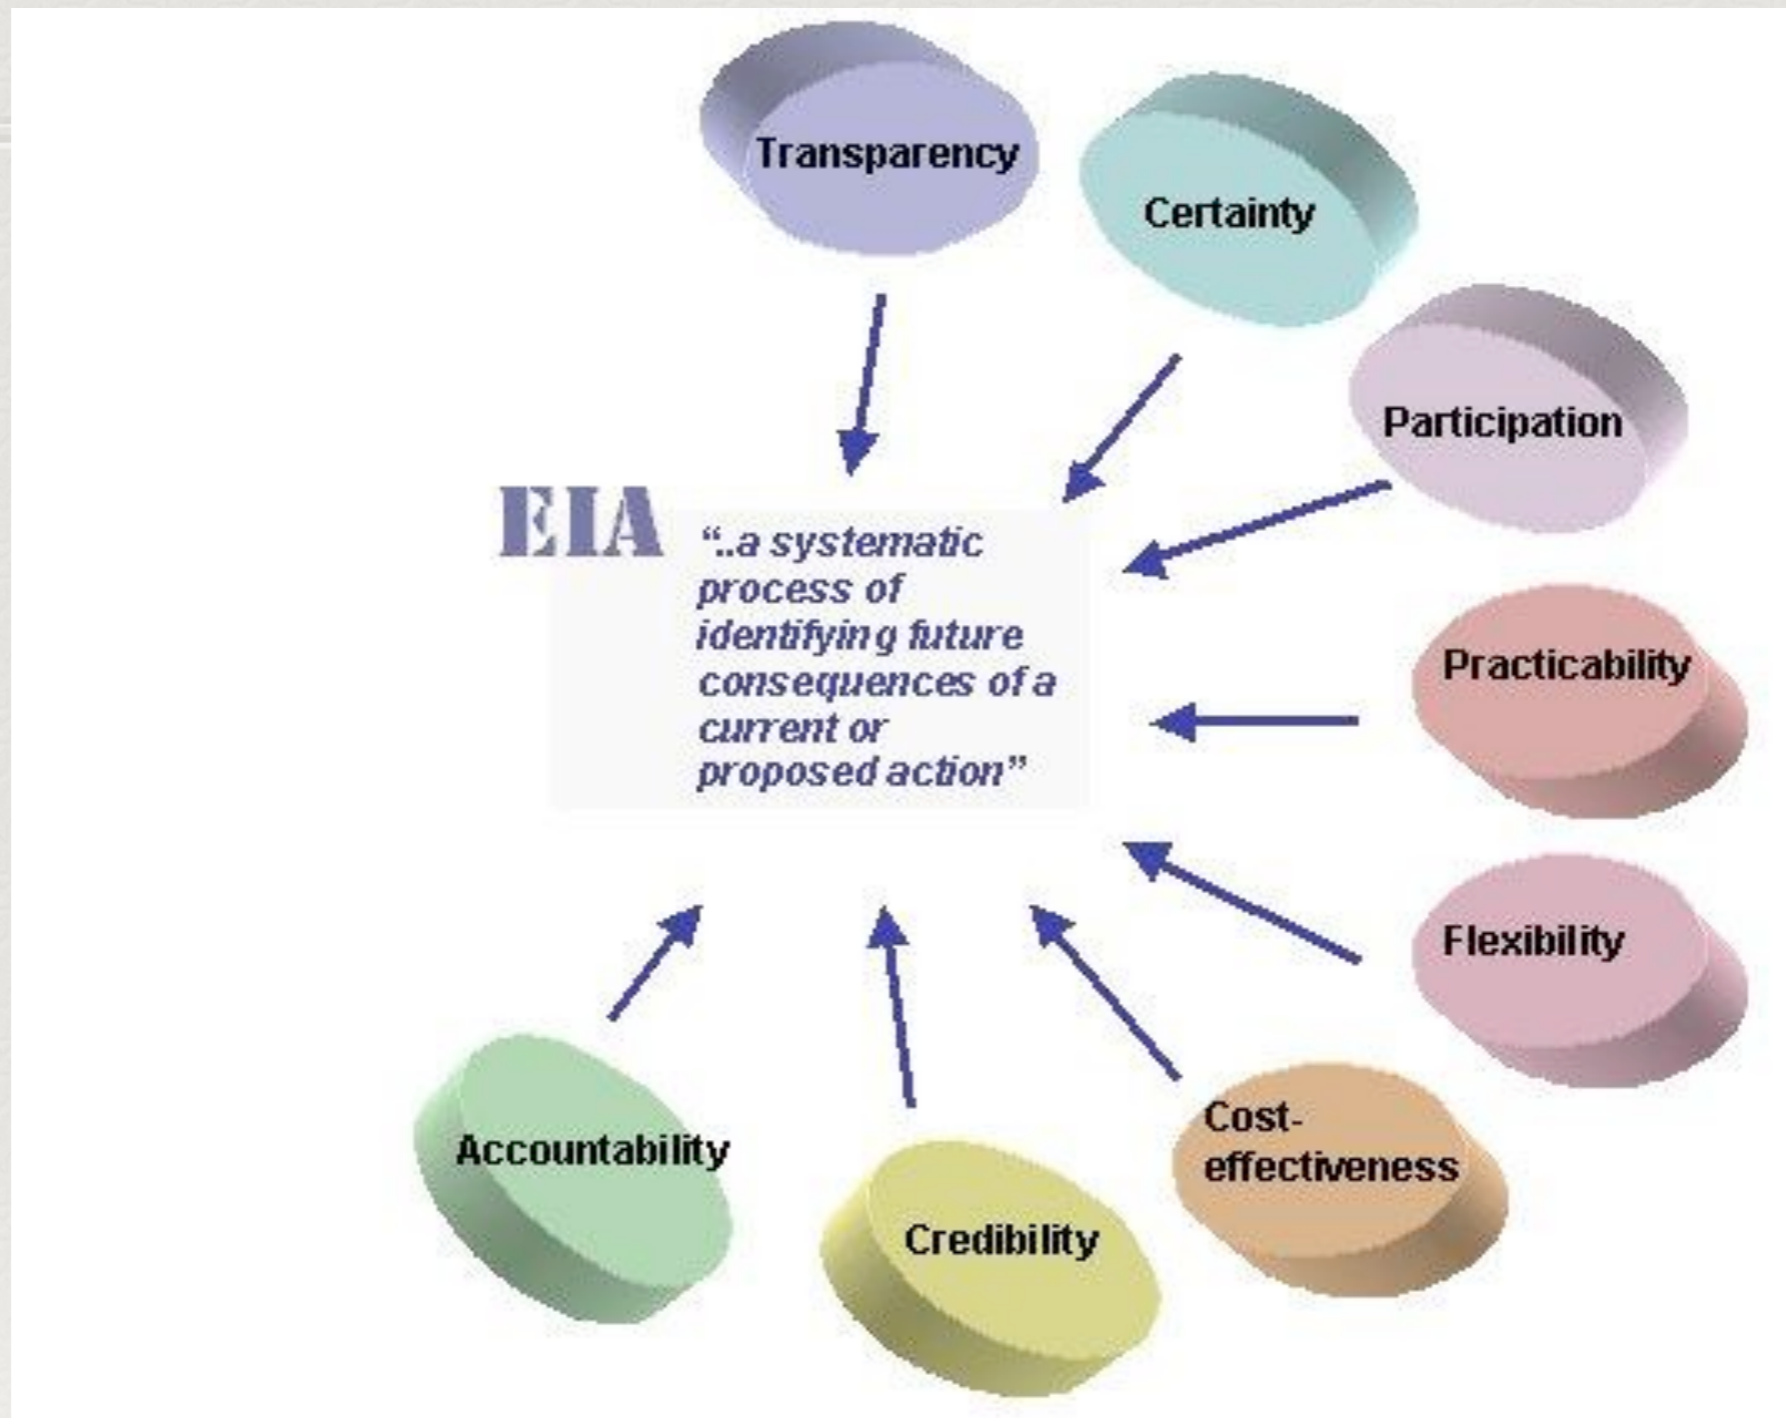 Transparency
Certainty
Participation
EIA
“..a systematic
process of
identifying future
consequences of a
current or
proposed action”
Practicability
Flexibility
Cost-
effectiveness
Accountability
Credibility